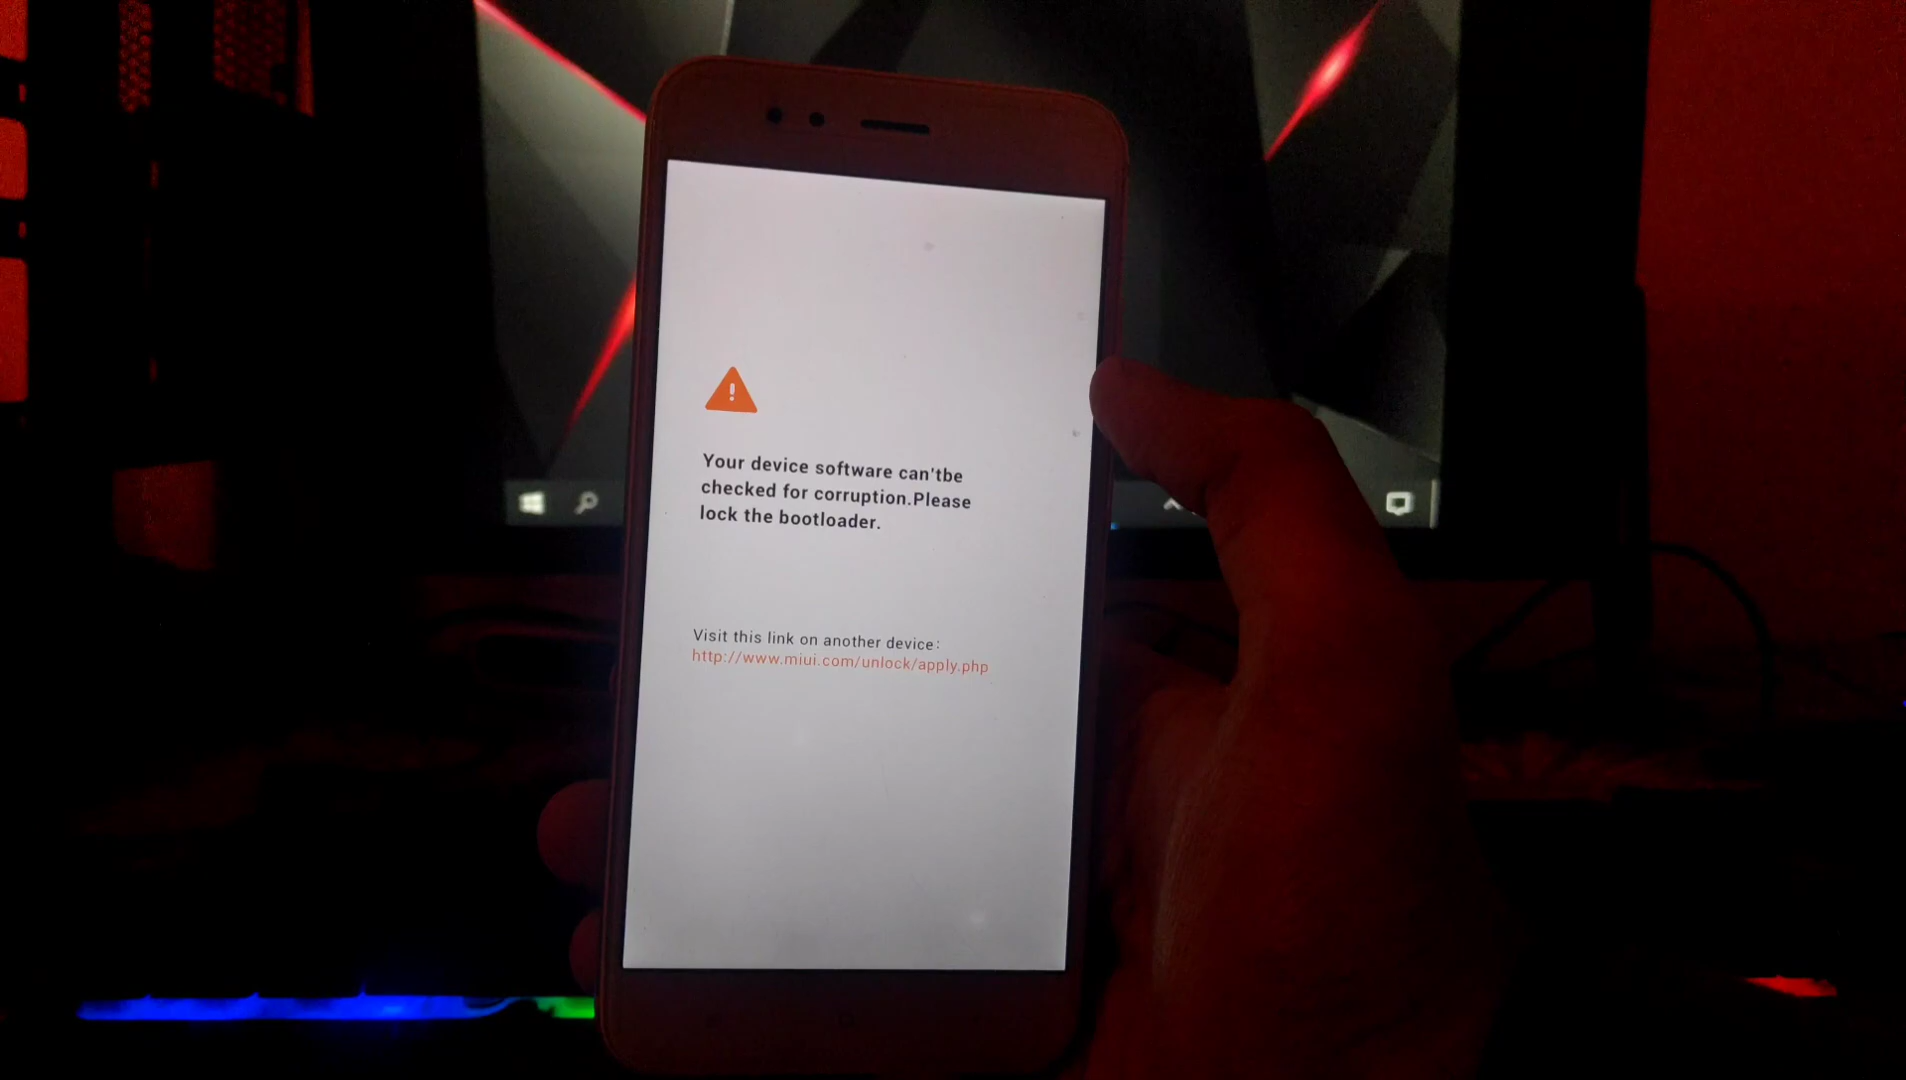 Your device software can'tbe
checked for corruption.Please
lock the bootloader.
Visit this link on another device:
http://www.miui.com/unlock/apply.php